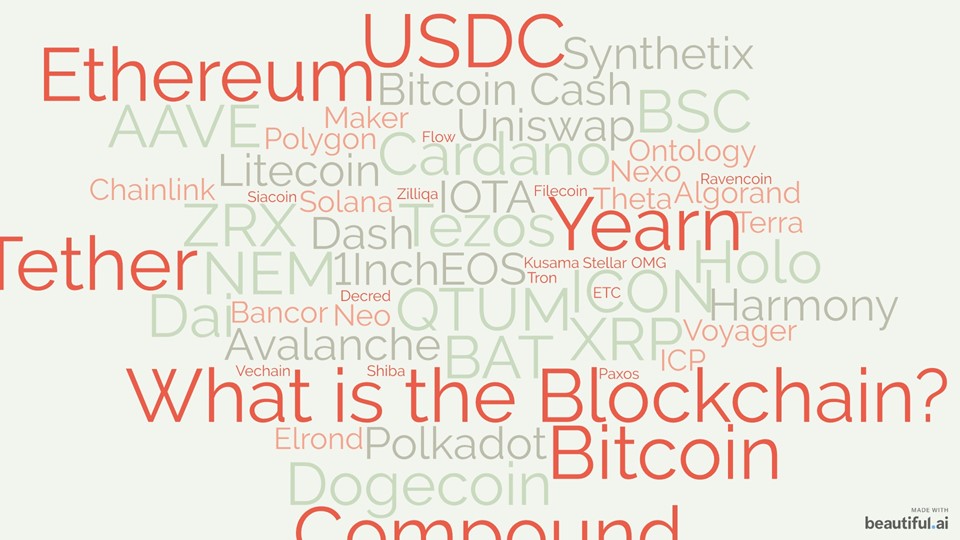 USDC
Synthetix
Ethereum
Bitcoin Cash
BSC
AAVE
Maker
Uniswap
Polygon
Flow
Cardano
Ontology
Litecoin
Nexo
Ravencoin
Chainlink
Siacoin
Solana
Zilliqa
IOTA
Filecoin
Theta
Algorand
ZRX
Dash
Tezos
Yearn
Terra
Tether
NEM
1Inch
EOS
Kusama
Stellar
OMG
Holo
Tron
Decred
QTUM
ETC
ICON
Harmony
Dai
Bancor
Neo
Avalanche
BAT
XRP
Voyager
ICP
Vechain
Shiba
Paxos
What is the Blockchain?
Elrond
Polkadot
Bitcoin
Dogecoin
Compound
MADE WITH
beautiful.ai